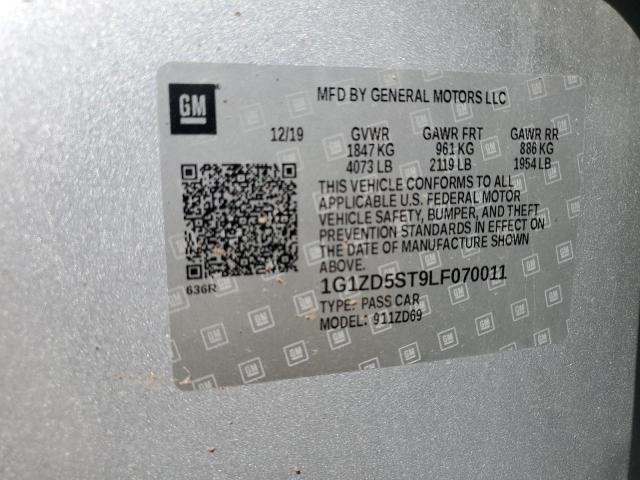 GM
MFD BY GENERAL MOTORS LLC
12/19 GVWR GAWR FRT GAWR RR
1847 KG 961 KG 886 KG
4073 LB 2119 LB 1954 LB
THIS VEHICLE CONFORMS TO ALL
APPLICABLE U.S. FEDERAL MOTOR
VEHICLE SAFETY, BUMPER, AND THEFT
PREVENTION STANDARDS IN EFFECT ON
THE DATE OF MANUFACTURE SHOWN
ABOVE.
636R
1G1ZD5ST9LF070011
TYPE: PASS CAR
MODEL: 911ZD69